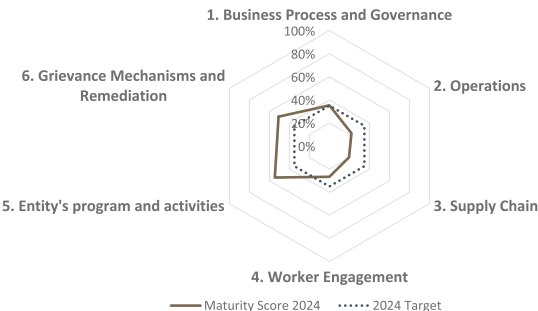 1. Business Process and Governance
100%
80%
60%
40%
20%
0%
2. Operations
3. Supply Chain
4. Worker Engagement
5. Entity's program and activities
6. Grievance Mechanisms and
Remediation
Maturity Score 2024
2024 Target